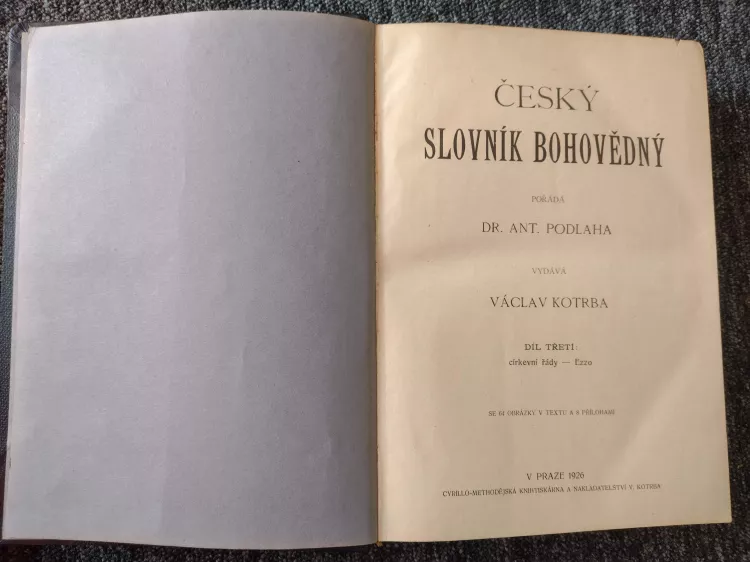 ČESKÝ
SLOVNÍK BOHOVĚDNÝ
POŘÁDÁ
DR. ANT. PODLAHA
VYDÁVÁ
VÁCLAV KOTRBA
DÍL TŘETÍ:
církevní řády — Ezzo
SE 64 OBRÁZKY V TEXTU A 8 PŘÍLOHAMI
V PRAZE 1926
CYRILLO-METHODĚJSKÁ KNIHTISKÁRNA A NAKLADATELSTVÍ V. KOTRBA